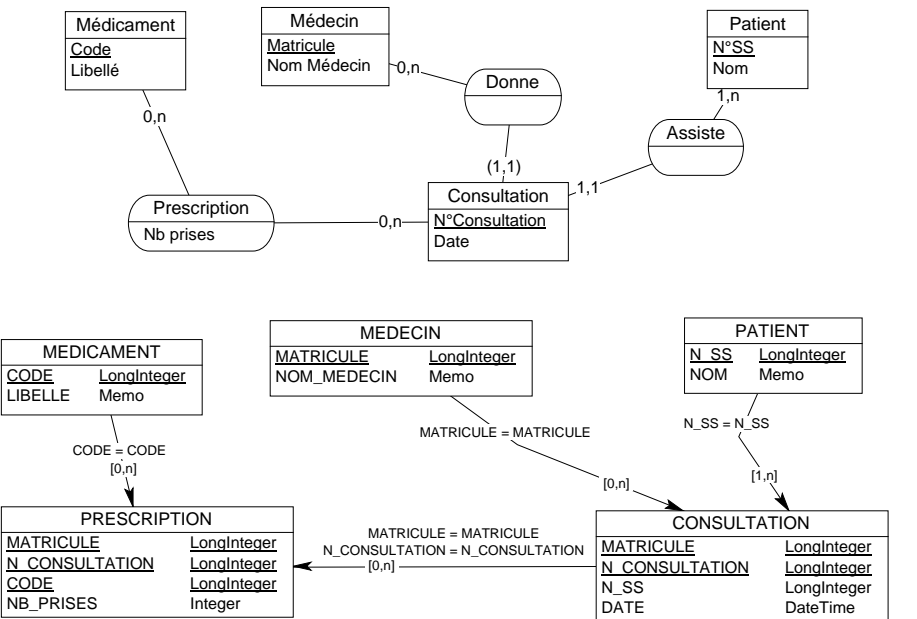 Médicament
Code
Libellé
Médecin
Matricule
Nom Médecin
Patient
N°SS
Nom
0,n
Donne
1,n
0,n
Assiste
(1,1)
1,1
Prescription
Nb prises
0,n
Consultation
N°Consultation
Date
MEDICAMENT
CODE LongInteger
LIBELLE Memo
MEDECIN
MATRICULE LongInteger
NOM_MEDECIN Memo
PATIENT
N_SS LongInteger
NOM Memo
CODE = CODE
[0,n]
MATRICULE = MATRICULE
[0,n]
N_SS = N_SS
[1,n]
PRESCRIPTION
MATRICULE LongInteger
N_CONSULTATION LongInteger
CODE LongInteger
NB_PRISES Integer
MATRICULE = MATRICULE
N_CONSULTATION = N_CONSULTATION
[0,n]
CONSULTATION
MATRICULE LongInteger
N_CONSULTATION LongInteger
N_SS LongInteger
DATE DateTime